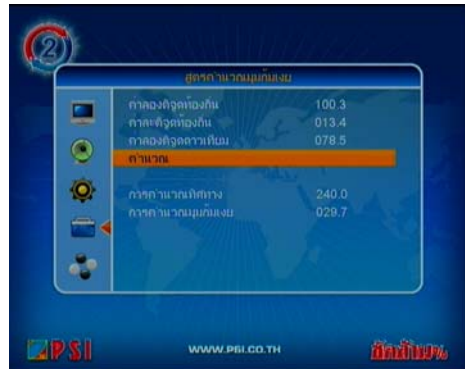 2
สูตรคำนวณมุมก้มเงย
ค่าลองติจูดท้องถิ่น 100.3
ค่าละติจูดท้องถิ่น 013.4
ค่าลองติจูดดาวเทียม 078.5
คำนวณ
การคำนวณทิศทาง 240.0
การคำนวณมุมก้มเงย 029.7
PSI WWW.PSI.CO.TH